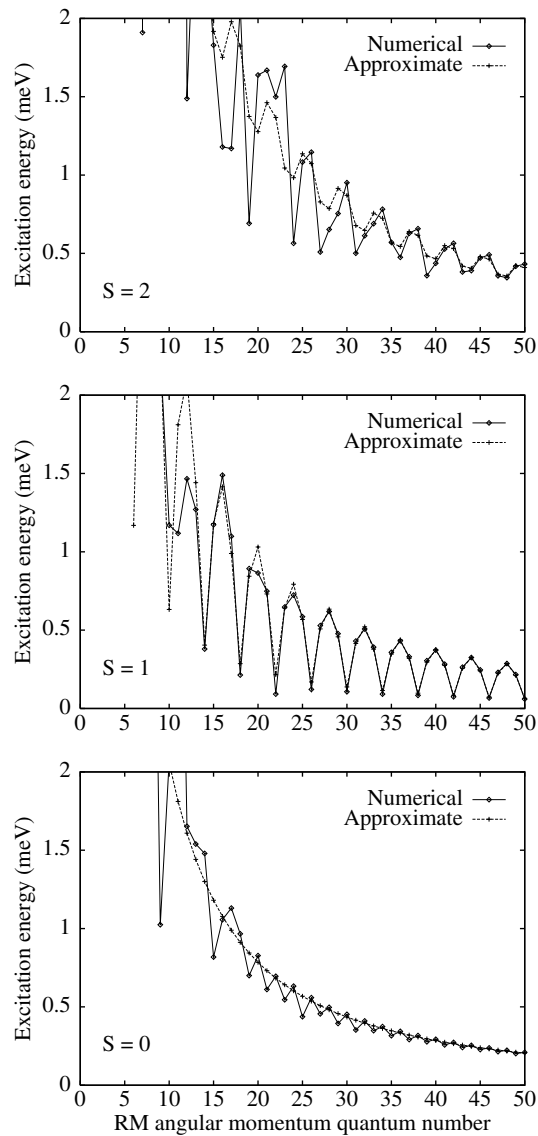 2
Numerical
Approximate
1.5
1
0.5
S = 2
0
0 5 10 15 20 25 30 35 40 45 50
Excitation energy (meV)
2
Numerical
Approximate
1.5
1
0.5
S = 1
0
0 5 10 15 20 25 30 35 40 45 50
Excitation energy (meV)
2
Numerical
Approximate
1.5
1
0.5
S = 0
0
0 5 10 15 20 25 30 35 40 45 50
Excitation energy (meV)
RM angular momentum quantum number